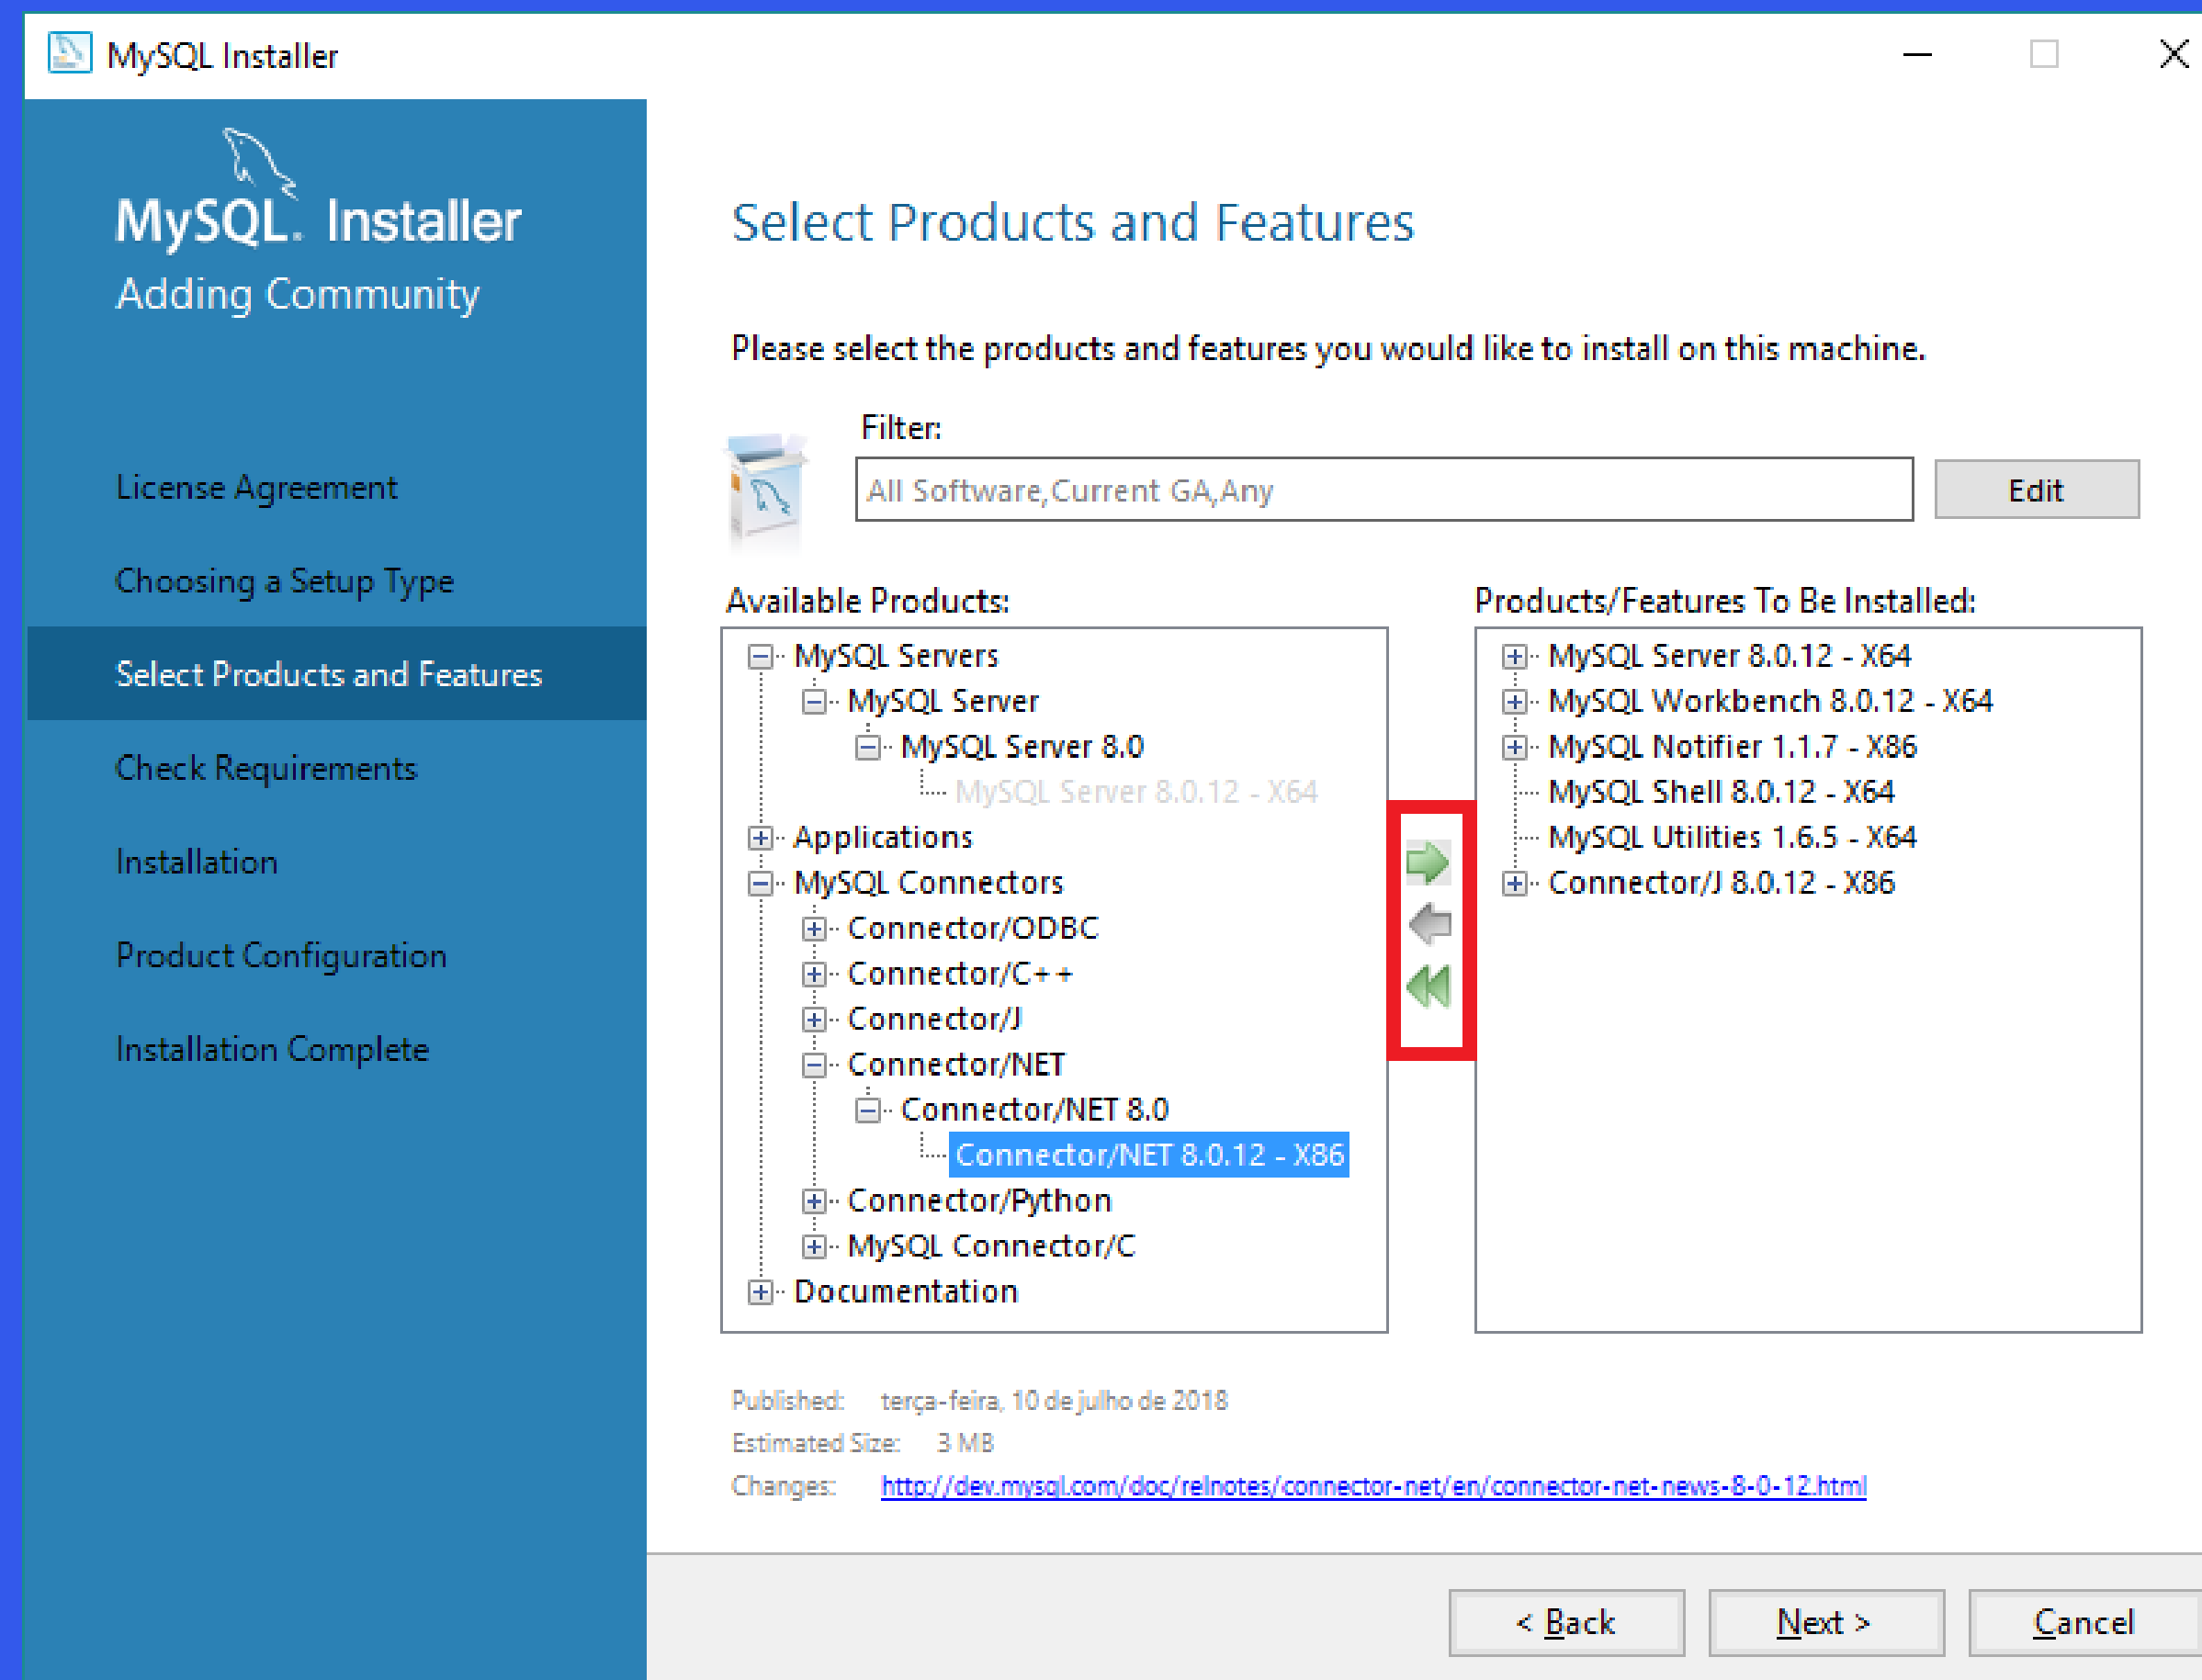 MySQL Installer
MySQL. Installer
Adding Community
License Agreement
Choosing a Setup Type
Select Products and Features
Check Requirements
Installation
Product Configuration
Installation Complete
Select Products and Features
Please select the products and features you would like to install on this machine.
Filter:
All Software,Current GA,Any
Edit
Available Products:
MySQL Servers
MySQL Server
MySQL Server 8.0
MySQL Server 8.0.12 - X64
Applications
MySQL Connectors
Connector/ODBC
Connector/C++
Connector/J
Connector/NET
Connector/NET 8.0
Connector/NET 8.0.12 - X86
Connector/Python
MySQL Connector/C
Documentation
Products/Features To Be Installed:
MySQL Server 8.0.12 - X64
MySQL Workbench 8.0.12 - X64
MySQL Notifier 1.1.7 - X86
MySQL Shell 8.0.12 - X64
MySQL Utilities 1.6.5 - X64
Connector/J 8.0.12 - X86
Published: terça-feira, 10 de julho de 2018
Estimated Size: 3 MB
Changes: http://dev.mysql.com/doc/relnotes/connector-net/en/connector-net-news-8-0-12.html
< Back
Next >
Cancel